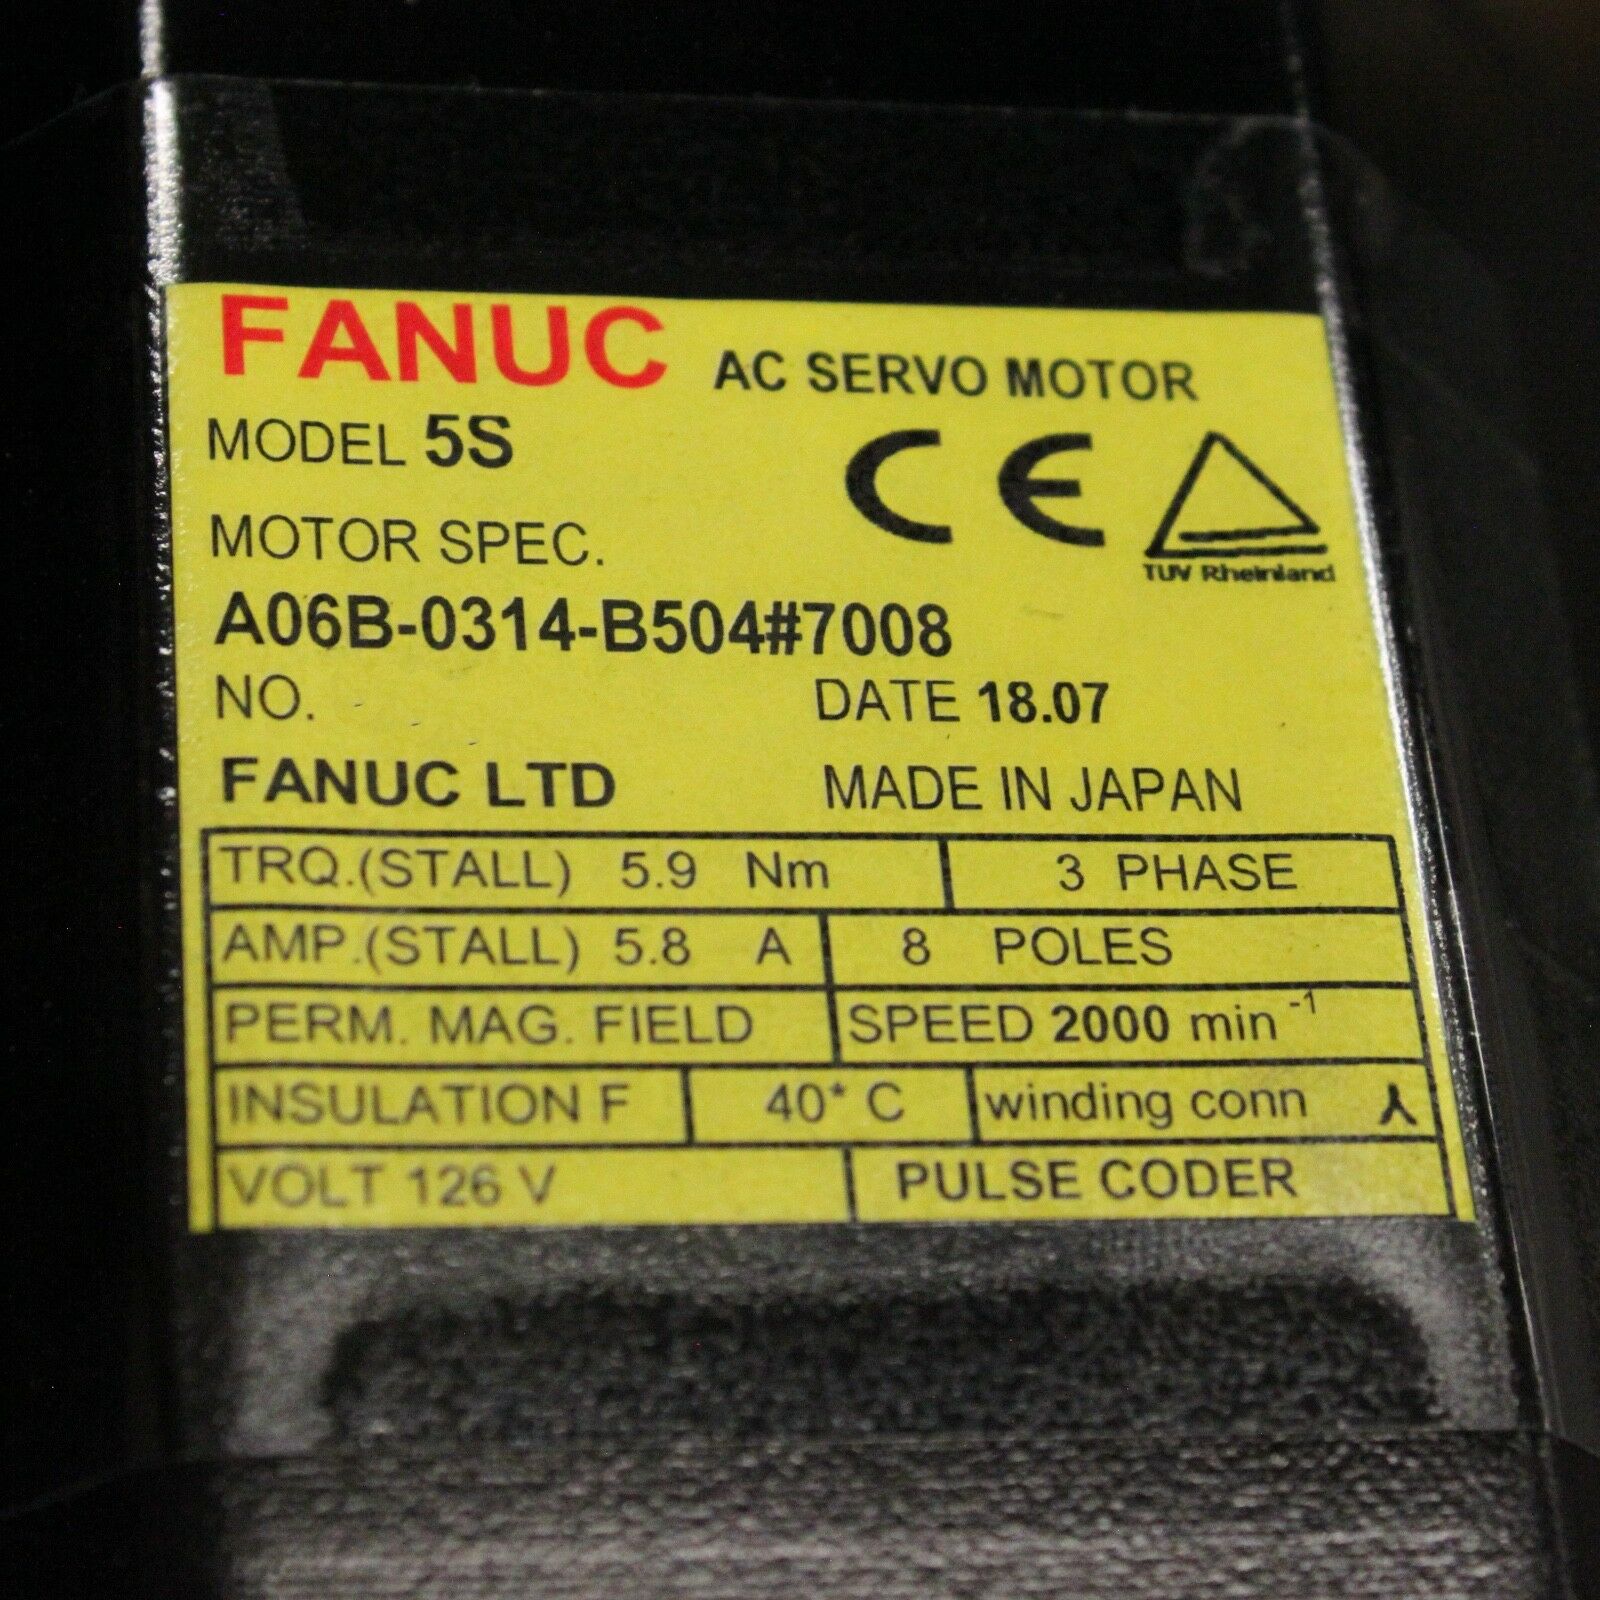 FANUC AC SERVO MOTOR
MODEL 5S
CE
TUV Rheinland
MOTOR SPEC.
A06B-0314-B504#7008
NO. DATE 18.07
FANUC LTD MADE IN JAPAN
TRQ.(STALL) 5.9 Nm 3 PHASE
AMP.(STALL) 5.8 A 8 POLES
PERM. MAG. FIELD SPEED 2000 min⁻¹
INSULATION F 40* C winding conn
VOLT 126 V PULSE CODER